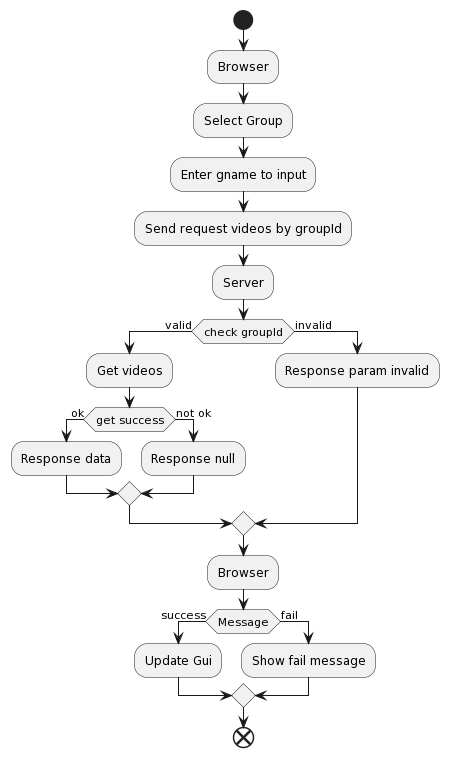 Browser
Select Group
Enter gname to input
Send request videos by groupId
Server
valid
check groupId
invalid
Get videos
Response param invalid
ok
get success
not ok
Response data
Response null
Browser
success
Message
fail
Update Gui
Show fail message